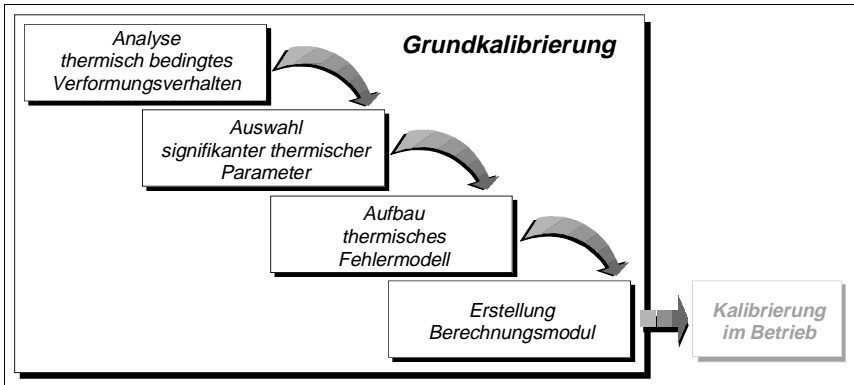 Grundkalibrierung
Analyse
thermisch bedingtes
Verformungsverhalten
Auswahl
signifikanter thermischer
Parameter
Aufbau
thermisches
Fehlermodell
Erstellung
Berechnungsmodul
Kalibrierung
im Betrieb